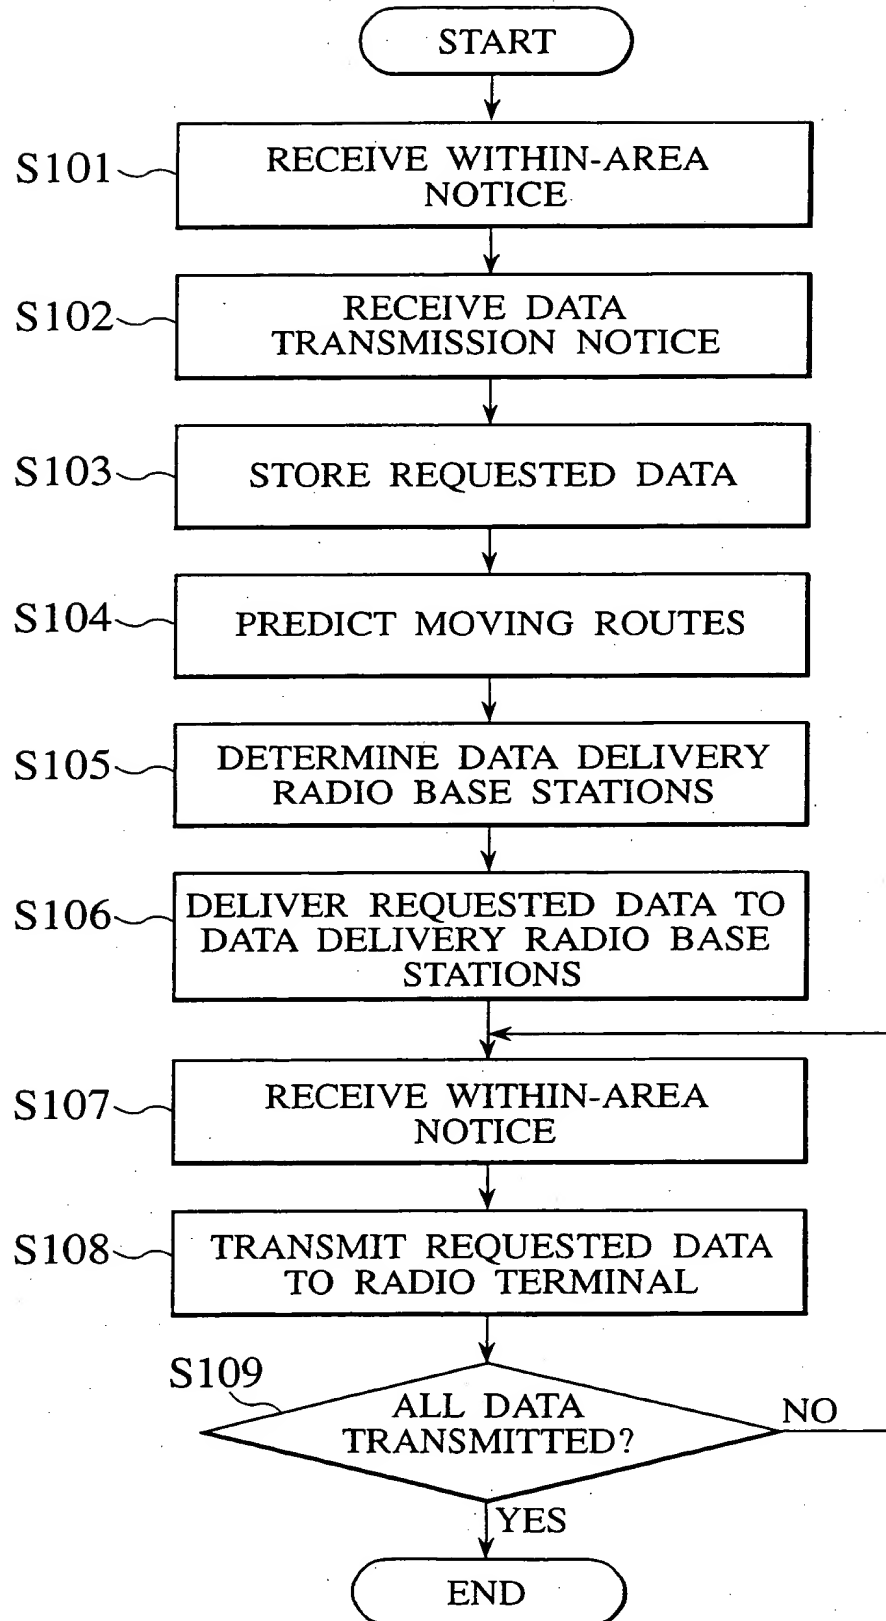 START
S101
RECEIVE WITHIN-AREA
NOTICE
S102
RECEIVE DATA
TRANSMISSION NOTICE
S103
STORE REQUESTED DATA
S104
PREDICT MOVING ROUTES
S105
DETERMINE DATA DELIVERY
RADIO BASE STATIONS
S106
DELIVER REQUESTED DATA TO
DATA DELIVERY RADIO BASE
STATIONS
S107
RECEIVE WITHIN-AREA
NOTICE
S108
TRANSMIT REQUESTED DATA
TO RADIO TERMINAL
S109
ALL DATA
TRANSMITTED?
NO
YES
END